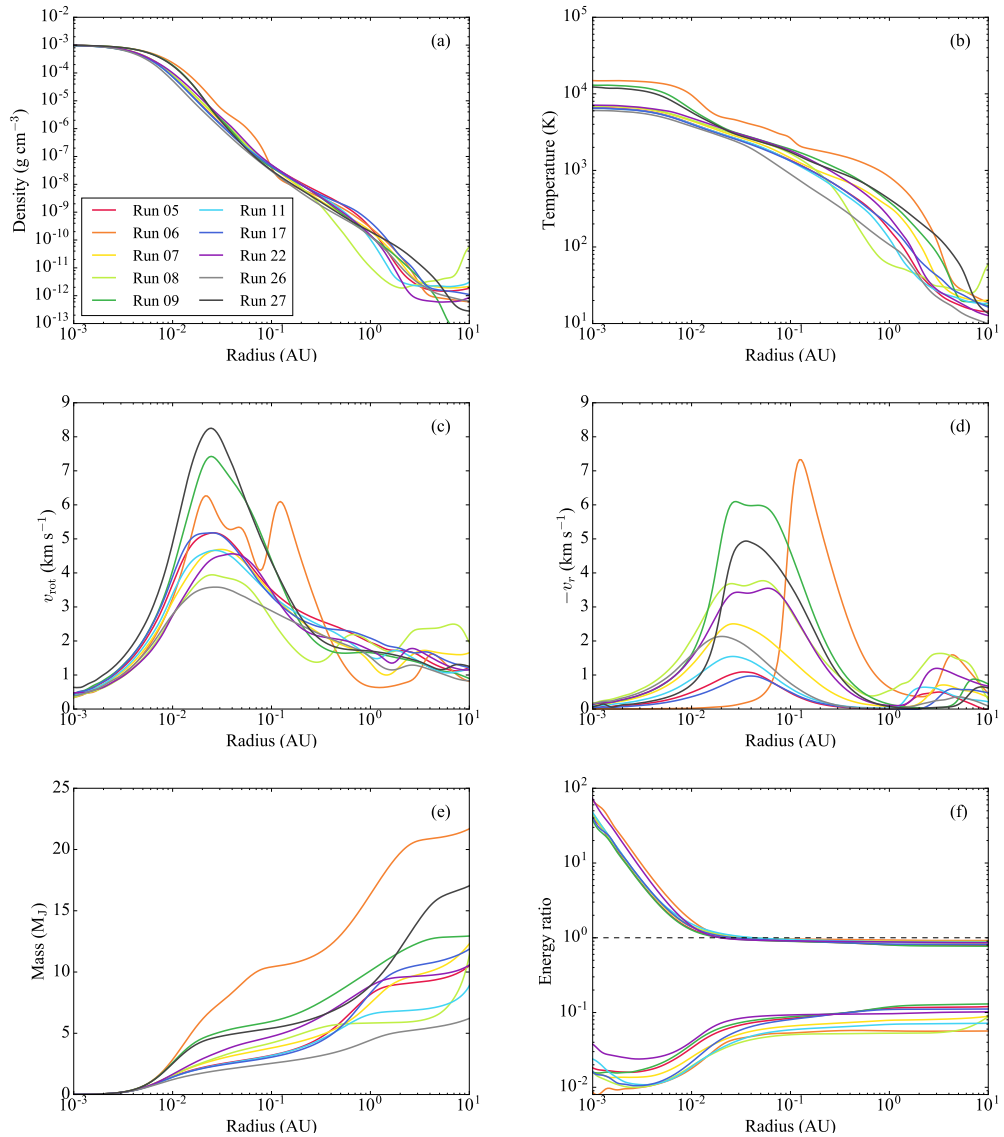 10⁻² 10⁻³ 10⁻⁴ 10⁻⁵ 10⁻⁶ 10⁻⁷ 10⁻⁸ 10⁻⁹ 10⁻¹⁰ 10⁻¹¹ 10⁻¹² 10⁻¹³
Density (g cm⁻³)
(a)
Run 05 Run 11
Run 06 Run 17
Run 07 Run 22
Run 08 Run 26
Run 09 Run 27
10⁻³ 10⁻² 10⁻¹ 10⁰ 10¹
Radius (AU)
10⁵ 10⁴ 10³ 10² 10¹
Temperature (K)
(b)
10⁻³ 10⁻² 10⁻¹ 10⁰ 10¹
Radius (AU)
9 8 7 6 5 4 3 2 1 0
v_rot (km s⁻¹)
(c)
10⁻³ 10⁻² 10⁻¹ 10⁰ 10¹
Radius (AU)
9 8 7 6 5 4 3 2 1 0
−v_r (km s⁻¹)
(d)
10⁻³ 10⁻² 10⁻¹ 10⁰ 10¹
Radius (AU)
25 20 15 10 5 0
Mass (M_J)
(e)
10⁻³ 10⁻² 10⁻¹ 10⁰ 10¹
Radius (AU)
10² 10¹ 10⁰ 10⁻¹ 10⁻²
Energy ratio
(f)
10⁻³ 10⁻² 10⁻¹ 10⁰ 10¹
Radius (AU)